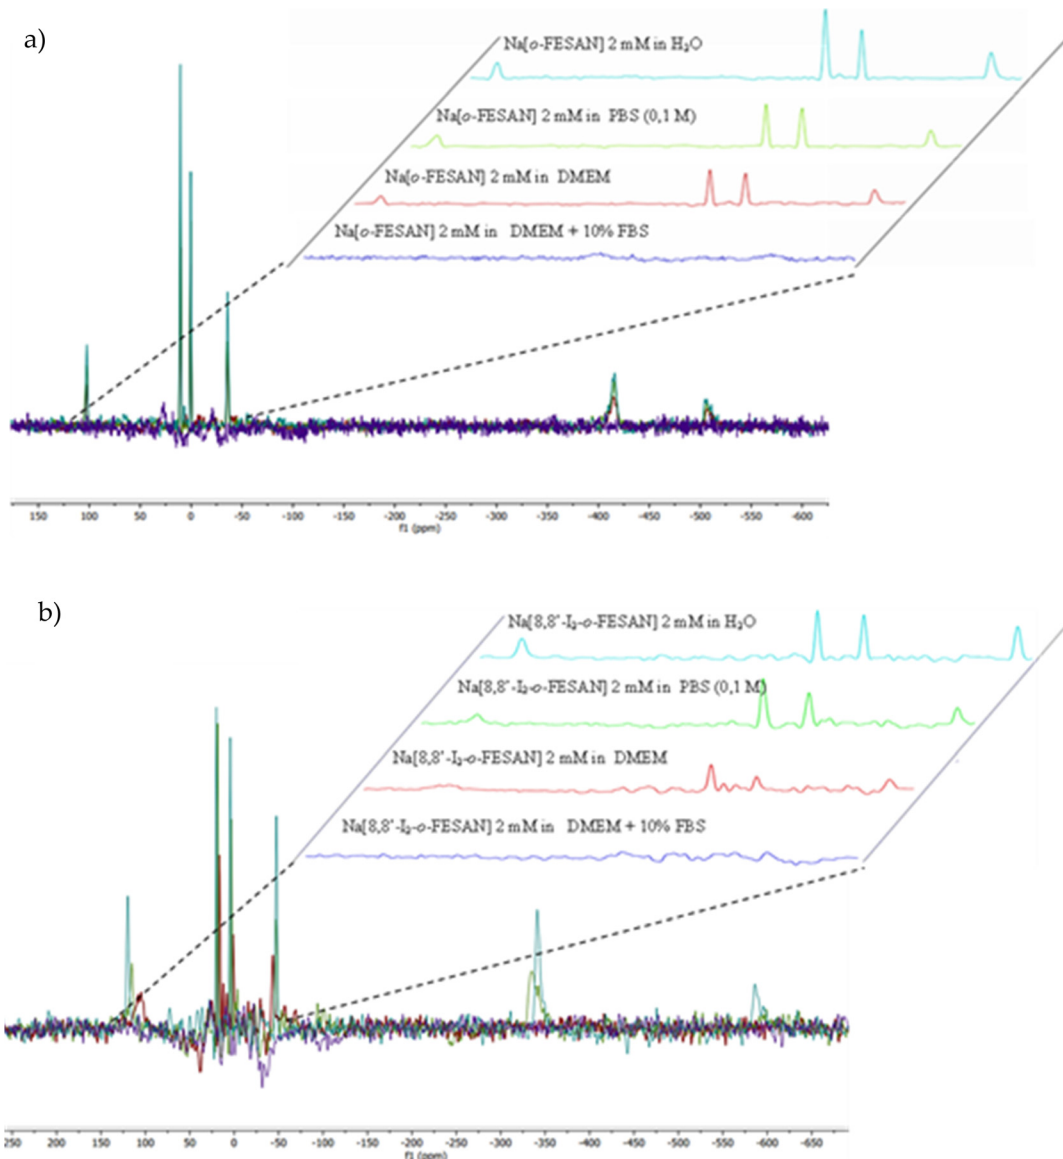 a)
Na[o-FESAN] 2 mM in H₂O
Na[o-FESAN] 2 mM in PBS (0,1 M)
Na[o-FESAN] 2 mM in DMEM
Na[o-FESAN] 2 mM in DMEM + 10% FBS
150 100 50 0 -50 -100 -150 -200 -250 -300 -350 -400 -450 -500 -550 -600
f1 (ppm)
b)
Na[8,8'-I₂-o-FESAN] 2 mM in H₂O
Na[8,8'-I₂-o-FESAN] 2 mM in PBS (0,1 M)
Na[8,8'-I₂-o-FESAN] 2 mM in DMEM
Na[8,8'-I₂-o-FESAN] 2 mM in DMEM + 10% FBS
250 200 150 100 50 0 -50 -100 -150 -200 -250 -300 -350 -400 -450 -500 -550 -600 -650
f1 (ppm)